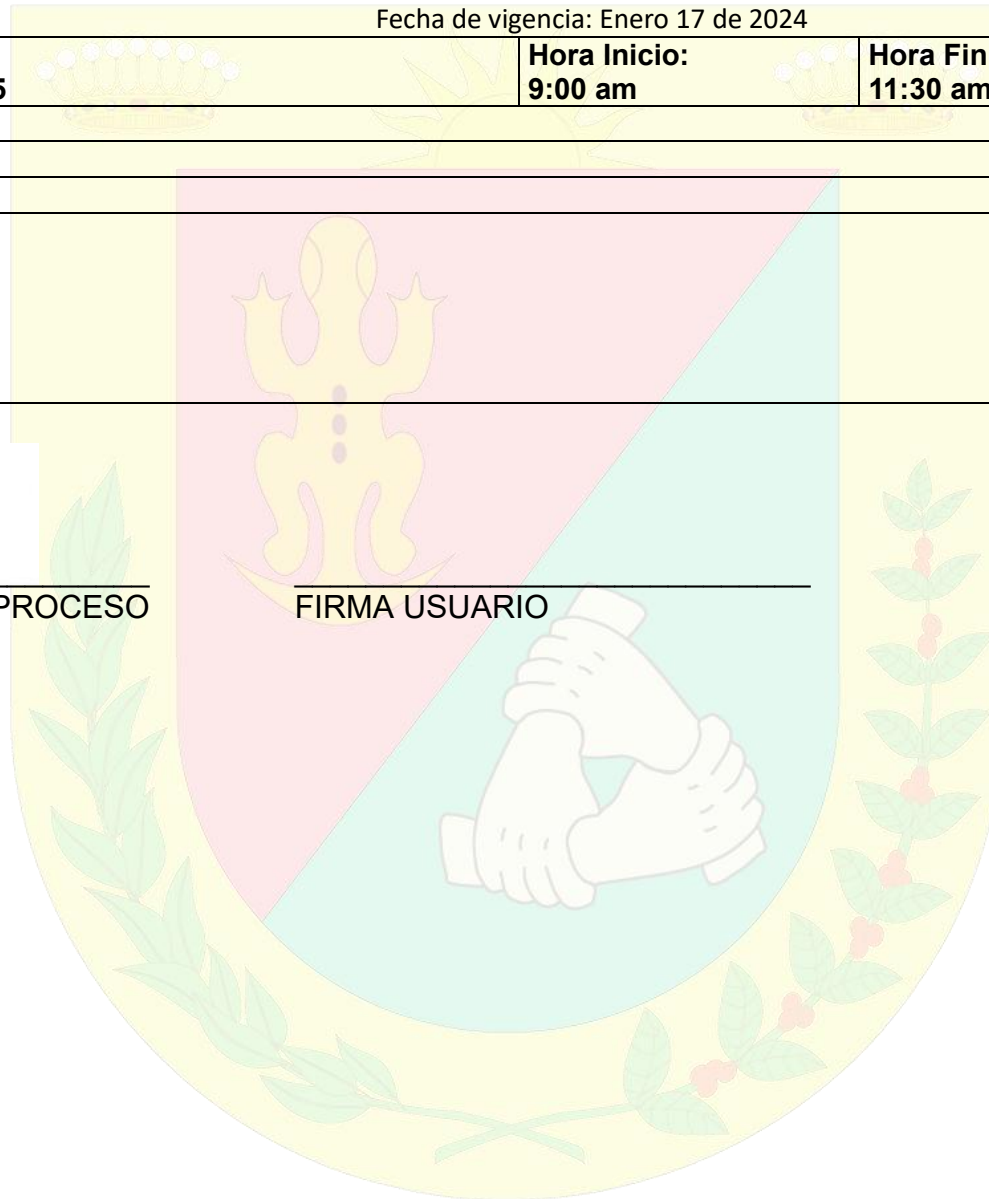 Fecha de vigencia: Enero 17 de 2024
5 Hora Inicio: Hora Fin
9:00 am 11:30 am
PROCESO FIRMA USUARIO